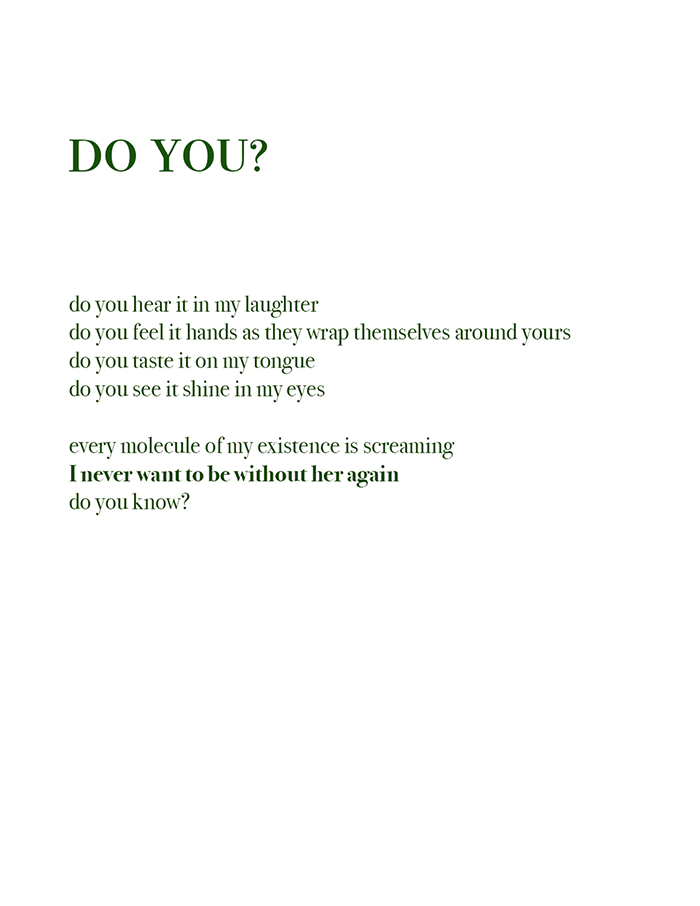 DO YOU?
do you hear it in my laughter
do you feel it hands as they wrap themselves around yours
do you taste it on my tongue
do you see it shine in my eyes
every molecule of my existence is screaming
I never want to be without her again
do you know?